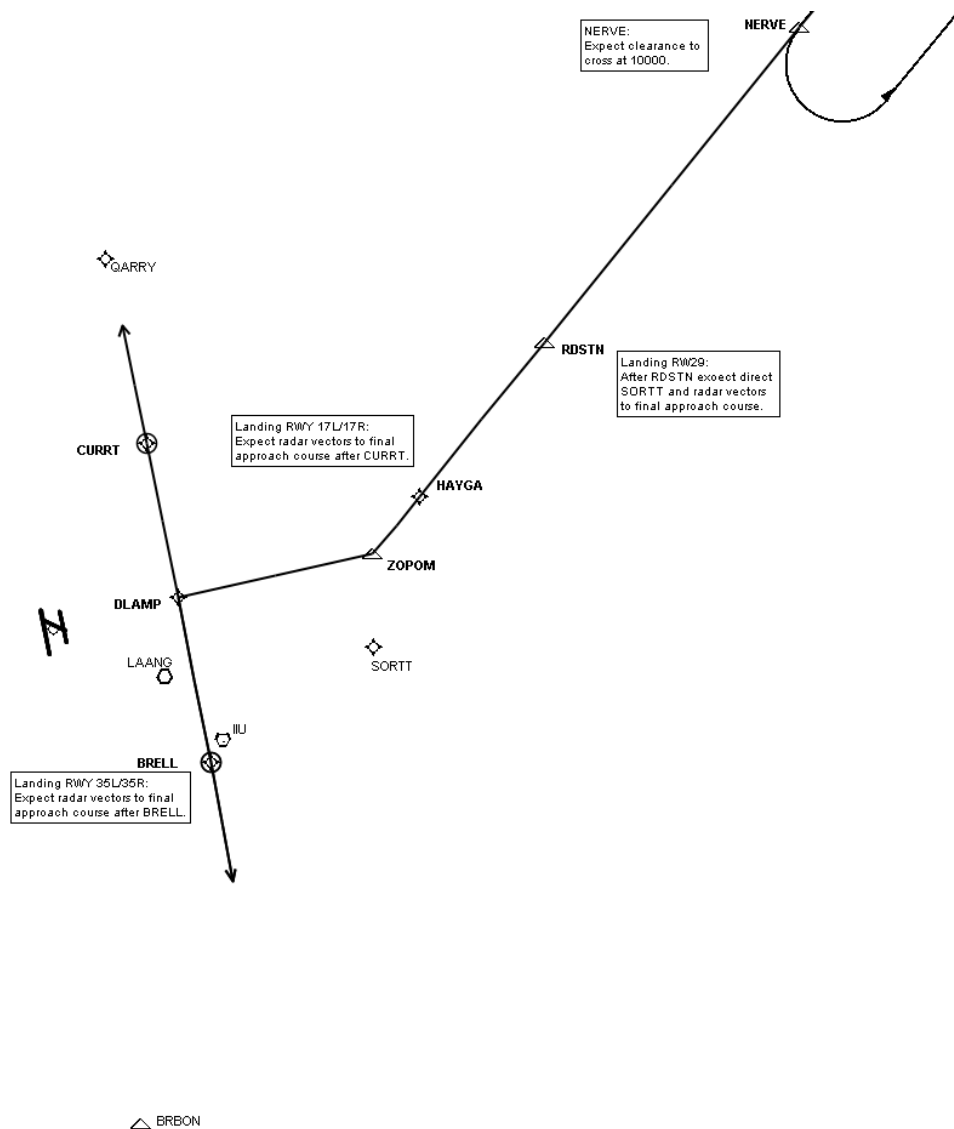 NERVE
NERVE:
Expect clearance to
cross at 10000.
QARRY
RDSTN
Landing RW29:
After RDSTN exoect direct
SORTT and radar vectors
to final approach course.
Landing RWY 17L/17R:
Expect radar vectors to final
approach course after CURRT.
CURRT
HAYGA
ZOPOM
DLAMP
LAANG
SORTT
IIU
BRELL
Landing RWY 35L/35R:
Expect radar vectors to final
approach course after BRELL.
BRBON